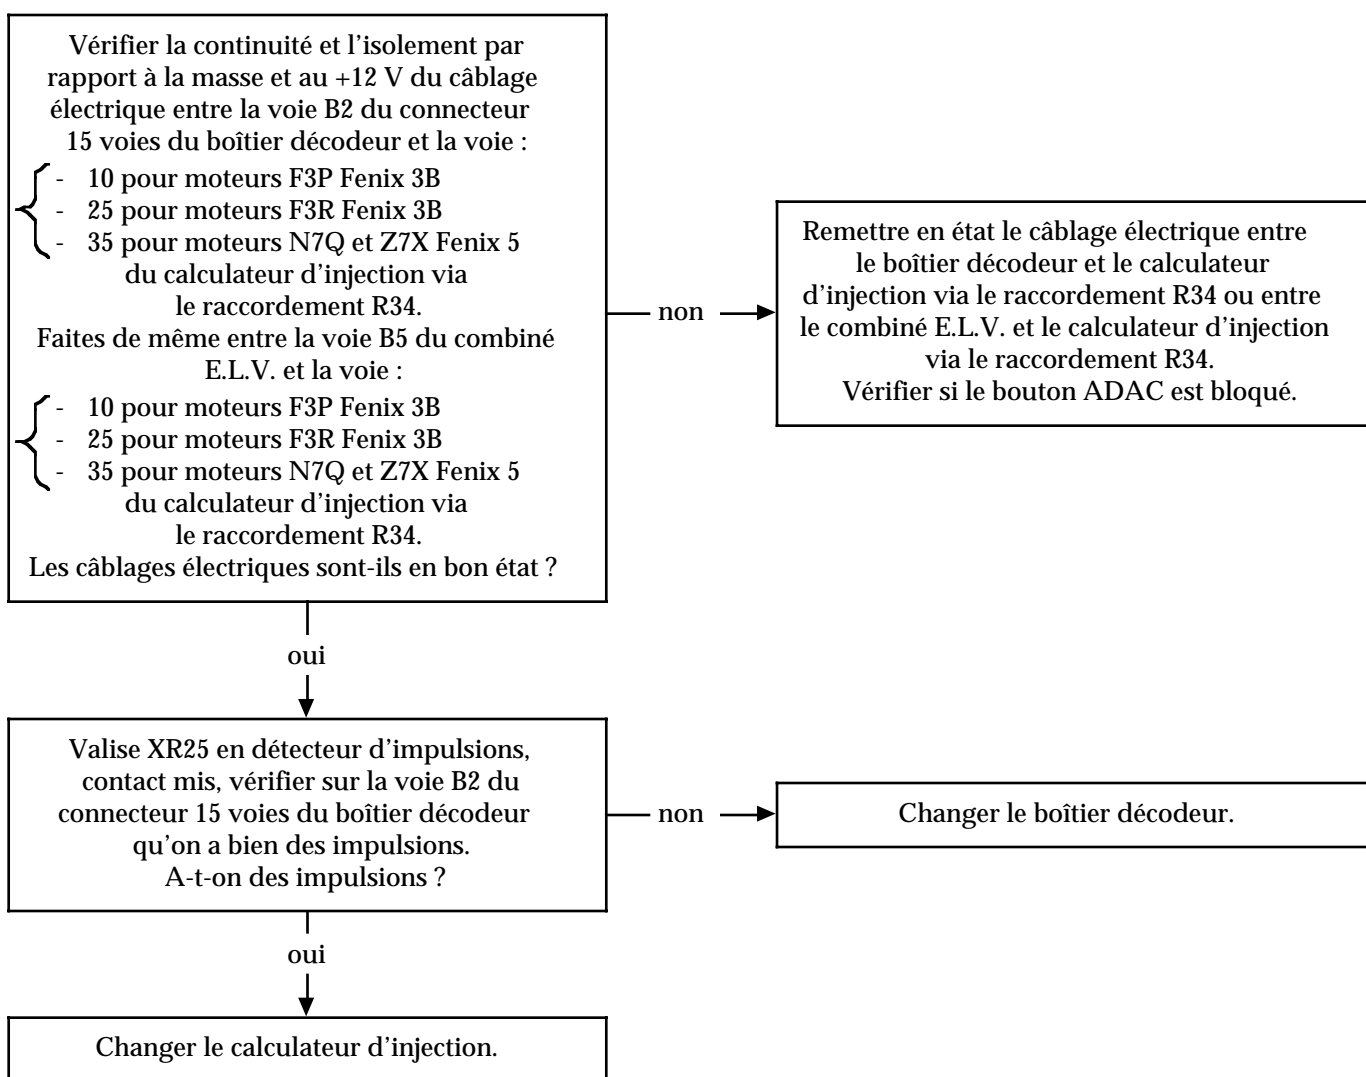 Vérifier la continuité et l'isolement par
rapport à la masse et au +12 V du câblage
électrique entre la voie B2 du connecteur
15 voies du boîtier décodeur et la voie :
- 10 pour moteurs F3P Fenix 3B
- 25 pour moteurs F3R Fenix 3B
- 35 pour moteurs N7Q et Z7X Fenix 5
du calculateur d'injection via
le raccordement R34.
Faites de même entre la voie B5 du combiné
E.L.V. et la voie :
- 10 pour moteurs F3P Fenix 3B
- 25 pour moteurs F3R Fenix 3B
- 35 pour moteurs N7Q et Z7X Fenix 5
du calculateur d'injection via
le raccordement R34.
Les câblages électriques sont-ils en bon état ?
non
Remettre en état le câblage électrique entre
le boîtier décodeur et le calculateur
d'injection via le raccordement R34 ou entre
le combiné E.L.V. et le calculateur d'injection
via le raccordement R34.
Vérifier si le bouton ADAC est bloqué.
oui
Valise XR25 en détecteur d'impulsions,
contact mis, vérifier sur la voie B2 du
connecteur 15 voies du boîtier décodeur
qu'on a bien des impulsions.
A-t-on des impulsions ?
non
Changer le boîtier décodeur.
oui
Changer le calculateur d'injection.